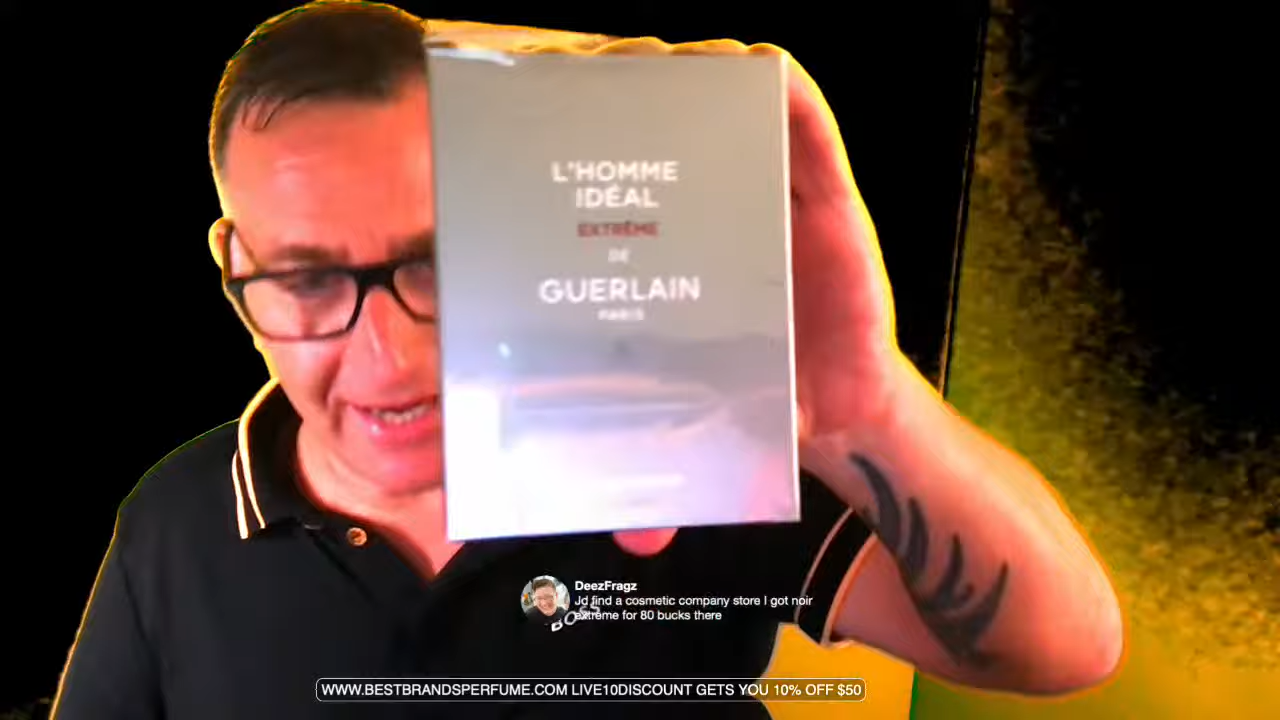 L'HOMME
IDÉAL
EXTRÊME
DE
GUERLAIN
PARIS
DeezFragz
Jd find a cosmetic company store I got noir
extreme for 80 bucks there
BOSS
WWW.BESTBRANDSPERFUME.COM LIVE10DISCOUNT GETS YOU 10% OFF $50